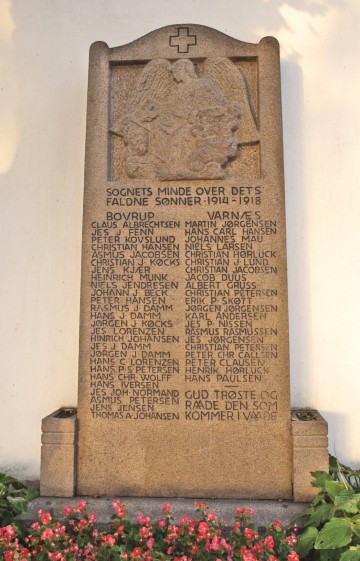 SOGNETS MINDE OVER DETS
FALDNE SØNNER · 1914 - 1918
BOVRUP
CLAUS ALBRECHTSEN
JES J FENN
PETER KOVSLUND
CHRISTIAN HANSEN
ASMUS JACOBSEN
CHRISTIAN J. KØCKS
JENS KJÆR
HEINRICH MUNK
NIELS JENDRESEN
JOHANN J BECK
PETER HANSEN
RASMUS J DAMM
HANS J DAMM
JØRGEN J KØCKS
JES LORENZEN
HINRICH JOHANSEN
JES J DAMM
JØRGEN J DAMM
HANS C LORENZEN
HANS P S PETERSEN
HANS CHR WOLFF
HANS IVERSEN
JES JOH NORMAND
ASMUS PETERSEN
JENS JENSEN
THOMAS A JOHANSEN
VARNÆS
MARTIN JØRGENSEN
HANS CARL HANSEN
JOHANNES MAU
NIELS LARSEN
CHRISTIAN HØRLÜCK
CHRISTIAN J LUND
CHRISTIAN JACOBSEN
JACOB DUUS
ALBERT GRUSS
CHRISTIAN PETERSEN
ERIK P SKØTT
JØRGEN JØRGENSEN
KARL ANDERSEN
JES P NISSEN
RASMUS RASMUSSEN
JES JØRGENSEN
CHRISTIAN PETERSEN
PETER CHR CALLSEN
PETER CLAUSEN
HENRIK HØRLÜCK
HANS PAULSEN
GUD TRØSTE OG
RAADE DEN SOM
KOMMER I VAADE